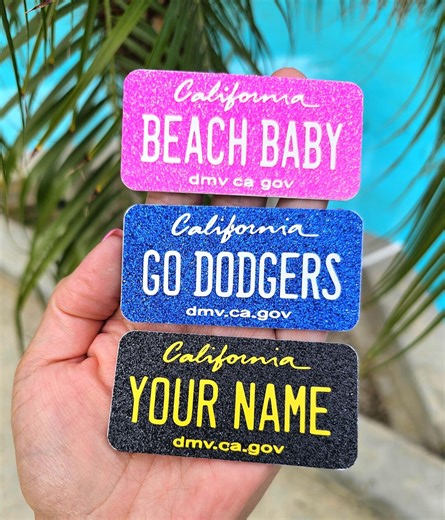 California
BEACH BABY
dmv ca gov
California
GO DODGERS
dmv.ca.gov
California
YOUR NAME
dmv.ca.gov